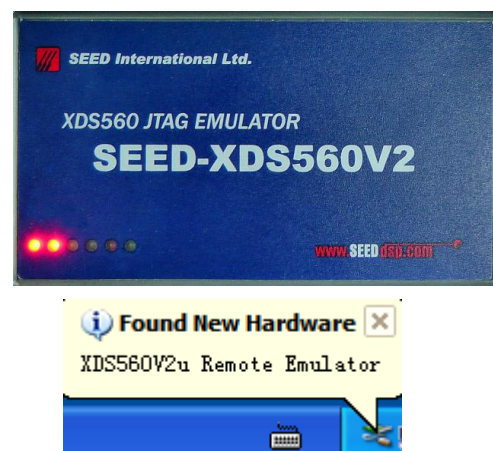 SEED International Ltd.
XDS560 JTAG EMULATOR
SEED-XDS560V2
www.SEEDdsp.com
Found New Hardware
XDS560V2u Remote Emulator